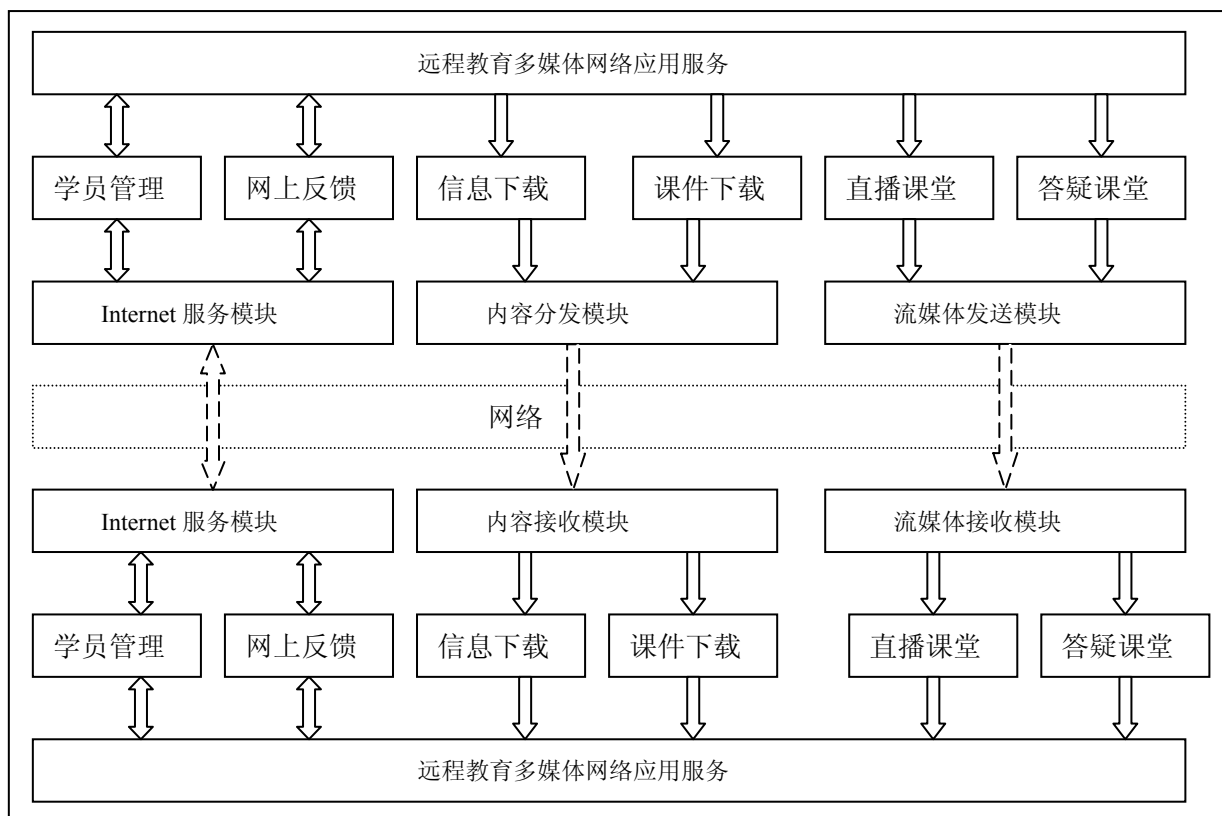 远程教育多媒体网络应用服务
学员管理
网上反馈
信息下载
课件下载
直播课堂
答疑课堂
Internet 服务模块
内容分发模块
流媒体发送模块
网络
Internet 服务模块
内容接收模块
流媒体接收模块
学员管理
网上反馈
信息下载
课件下载
直播课堂
答疑课堂
远程教育多媒体网络应用服务